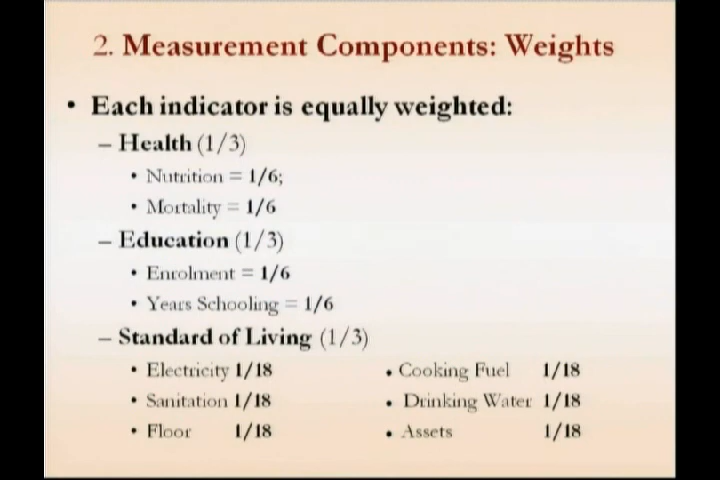 2. Measurement Components: Weights
• Each indicator is equally weighted:
– Health (1/3)
• Nutrition = 1/6;
• Mortality = 1/6
– Education (1/3)
• Enrolment = 1/6
• Years Schooling = 1/6
– Standard of Living (1/3)
• Electricity 1/18 • Cooking Fuel 1/18
• Sanitation 1/18 • Drinking Water 1/18
• Floor 1/18 • Assets 1/18